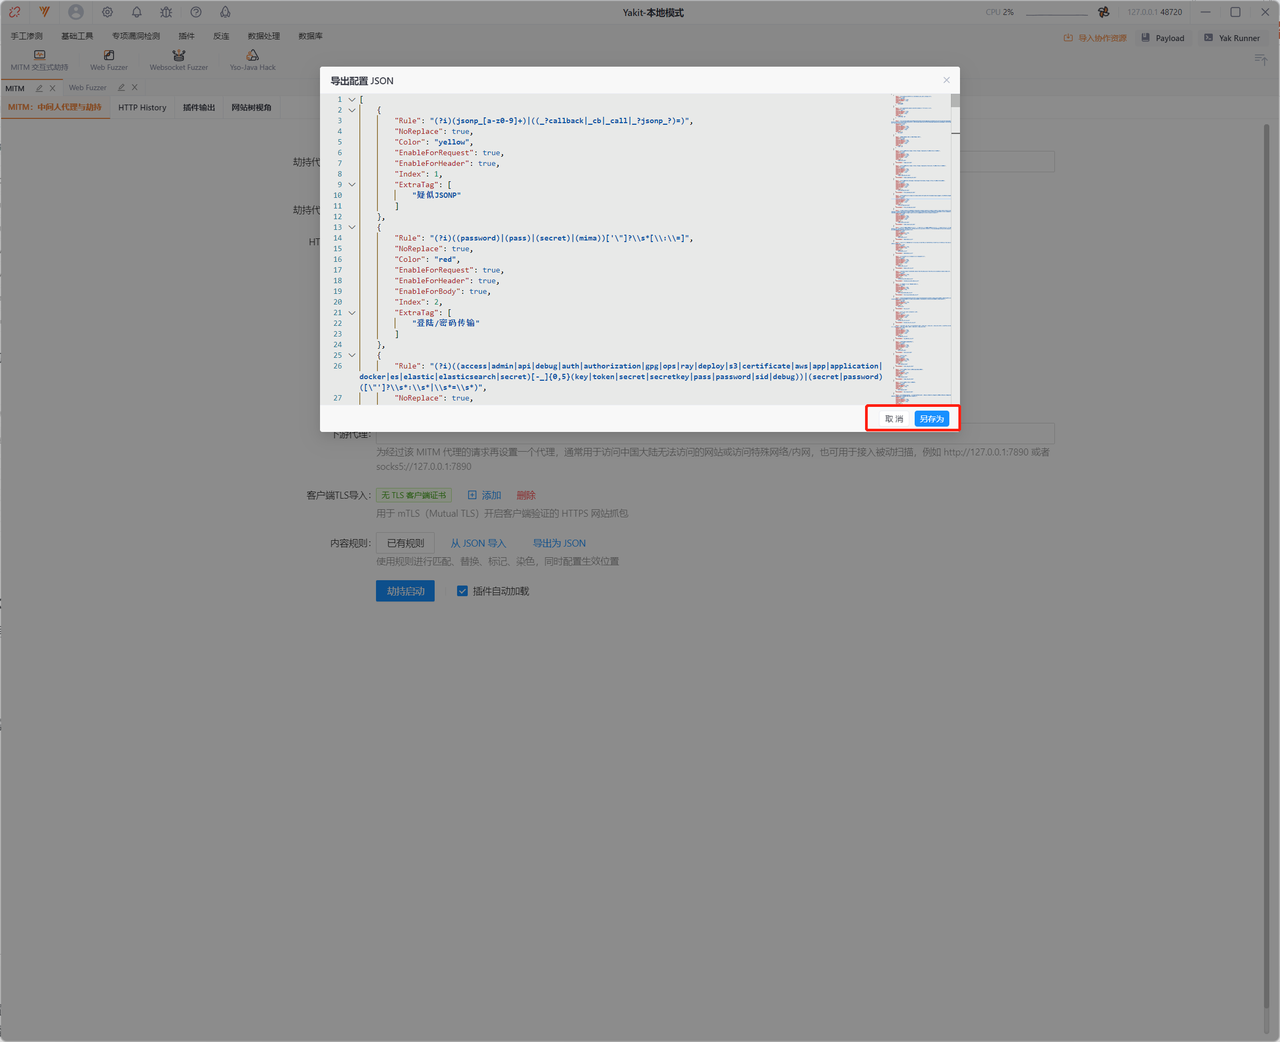 Yakit-本地模式
CPU 2%
127.0.0.1:48720
手工渗测
基础工具
专项漏洞检测
插件
反连
数据处理
数据库
导入协作资源
Payload
Yak Runner
MITM 交互式劫持
Web Fuzzer
Websocket Fuzzer
Yso-Java Hack
MITM
Web Fuzzer
MITM：中间人代理与劫持
HTTP History
插件输出
网站树视角
导出配置 JSON
1 [
2 {
3 "Rule": "(?i)(jsonp_[a-z0-9]+)|((_?callback|_cb|_call|_?jsonp_?)=)",
4 "NoReplace": true,
5 "Color": "yellow",
6 "EnableForRequest": true,
7 "EnableForHeader": true,
8 "Index": 1,
9 "ExtraTag": [
10 "疑似JSONP"
11 ]
12 },
13 {
14 "Rule": "(?i)((password)|(pass)|(secret)|(mima))['\"]?\\s*[\\:\\=]",
15 "NoReplace": true,
16 "Color": "red",
17 "EnableForRequest": true,
18 "EnableForHeader": true,
19 "EnableForBody": true,
20 "Index": 2,
21 "ExtraTag": [
22 "登陆/密码传输"
23 ]
24 },
25 {
26 "Rule": "(?i)((access|admin|api|debug|auth|authorization|gpg|ops|ray|deploy|s3|certificate|aws|app|application|
docker|es|elastic|elasticsearch|secret)[-_]{0,5}(key|token|secret|secretkey|pass|password|sid|debug))|(secret|password)
([\"']?\\s*:\\s*|\\s*=\\s*)",
27 "NoReplace": true,
取 消
另存为
劫持代
劫持代
HT
下游代理：
为经过该 MITM 代理的请求再设置一个代理，通常用于访问中国大陆无法访问的网站或访问特殊网络/内网，也可用于接入被动扫描，例如 http://127.0.0.1:7890 或者
socks5://127.0.0.1:7890
客户端TLS导入：
无 TLS 客户端证书
添加
删除
用于 mTLS（Mutual TLS）开启客户端验证的 HTTPS 网站抓包
内容规则：
已有规则
从 JSON 导入
导出为 JSON
使用规则进行匹配、替换、标记、染色，同时配置生效位置
劫持启动
插件自动加载